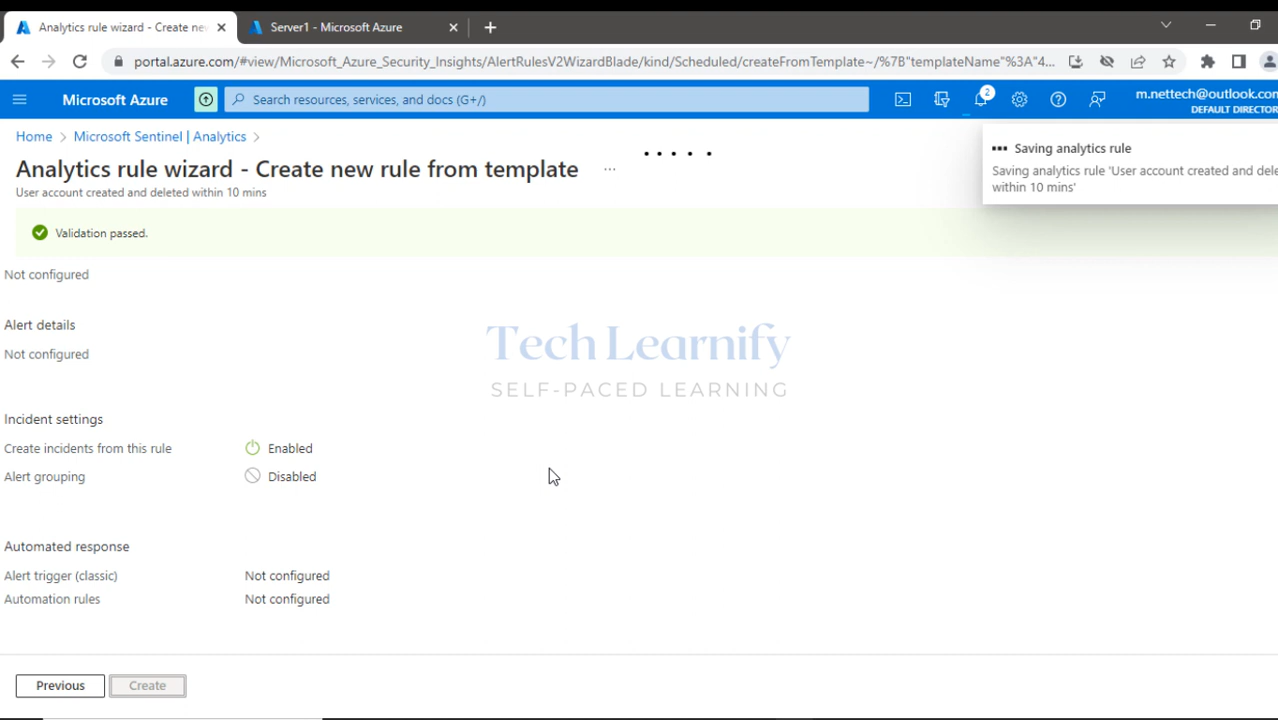 Analytics rule wizard - Create new
Server1 - Microsoft Azure
portal.azure.com/#view/Microsoft_Azure_Security_Insights/AlertRulesV2WizardBlade/kind/Scheduled/createFromTemplate~/%7B"templateName"%3A"4...
Microsoft Azure
Search resources, services, and docs (G+/)
2
m.nettech@outlook.com
DEFAULT DIRECTOR
Home > Microsoft Sentinel | Analytics >
Saving analytics rule
Saving analytics rule 'User account created and dele
within 10 mins'
Analytics rule wizard - Create new rule from template ...
User account created and deleted within 10 mins
Validation passed.
Not configured
Alert details
Not configured
Tech Learnify
SELF-PACED LEARNING
Incident settings
Create incidents from this rule Enabled
Alert grouping Disabled
Automated response
Alert trigger (classic) Not configured
Automation rules Not configured
Previous Create